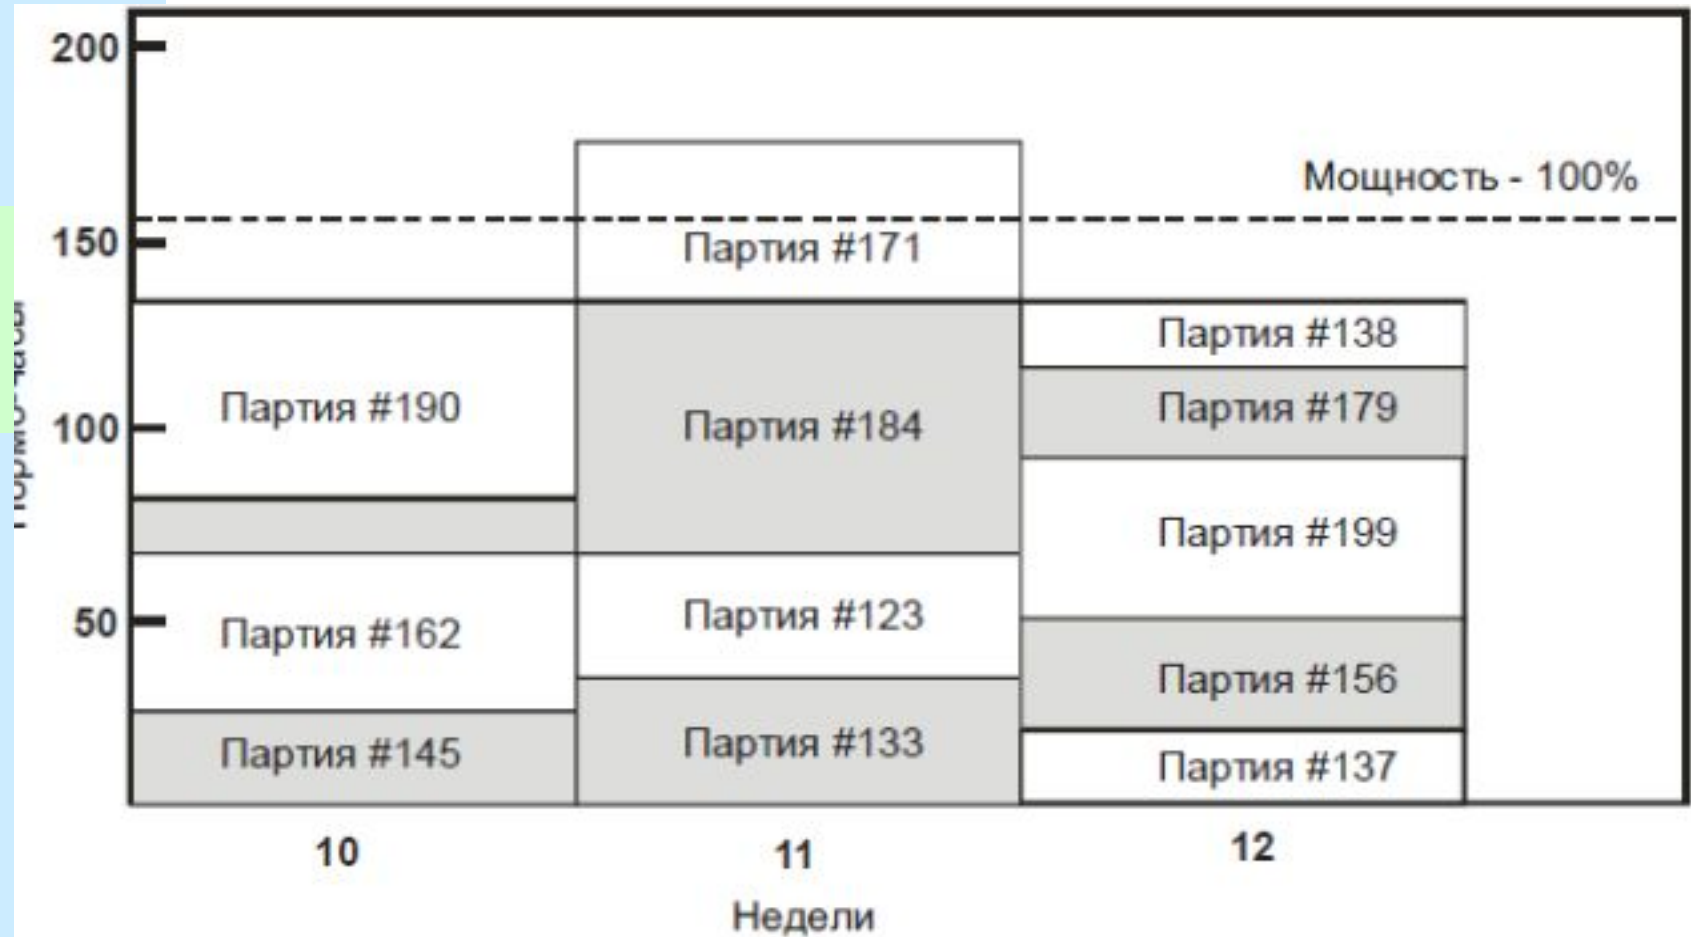 200
Мощность - 100%
150
Партия #171
Партия #138
Партия #190
Партия #184
Партия #179
100
Партия #199
50
Партия #162
Партия #123
Партия #156
Партия #145
Партия #133
Партия #137
10
11
12
Недели